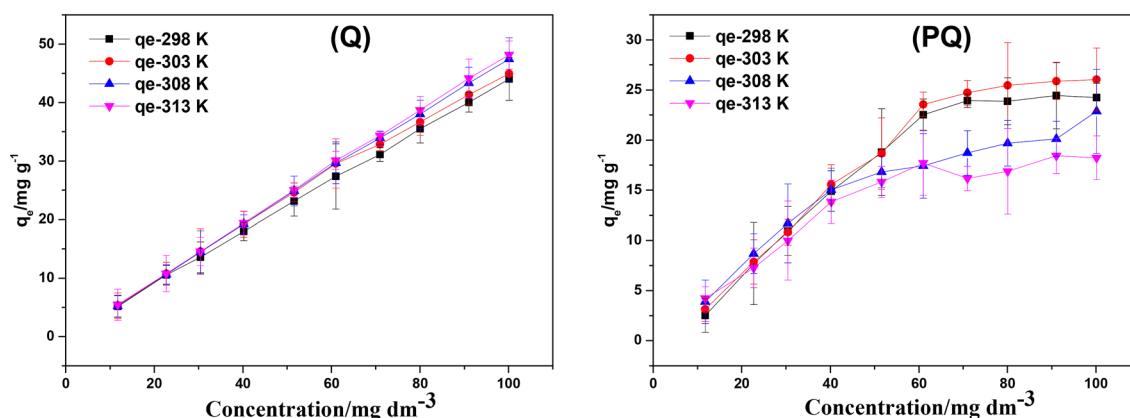 (Q)
qe-298 K
qe-303 K
qe-308 K
qe-313 K
qₑ/mg g⁻¹
50
40
30
20
10
0
0 20 40 60 80 100
Concentration/mg dm⁻³
(PQ)
qe-298 K
qe-303 K
qe-308 K
qe-313 K
qₑ/mg g⁻¹
30
25
20
15
10
5
0
0 20 40 60 80 100
Concentration/mg dm⁻³